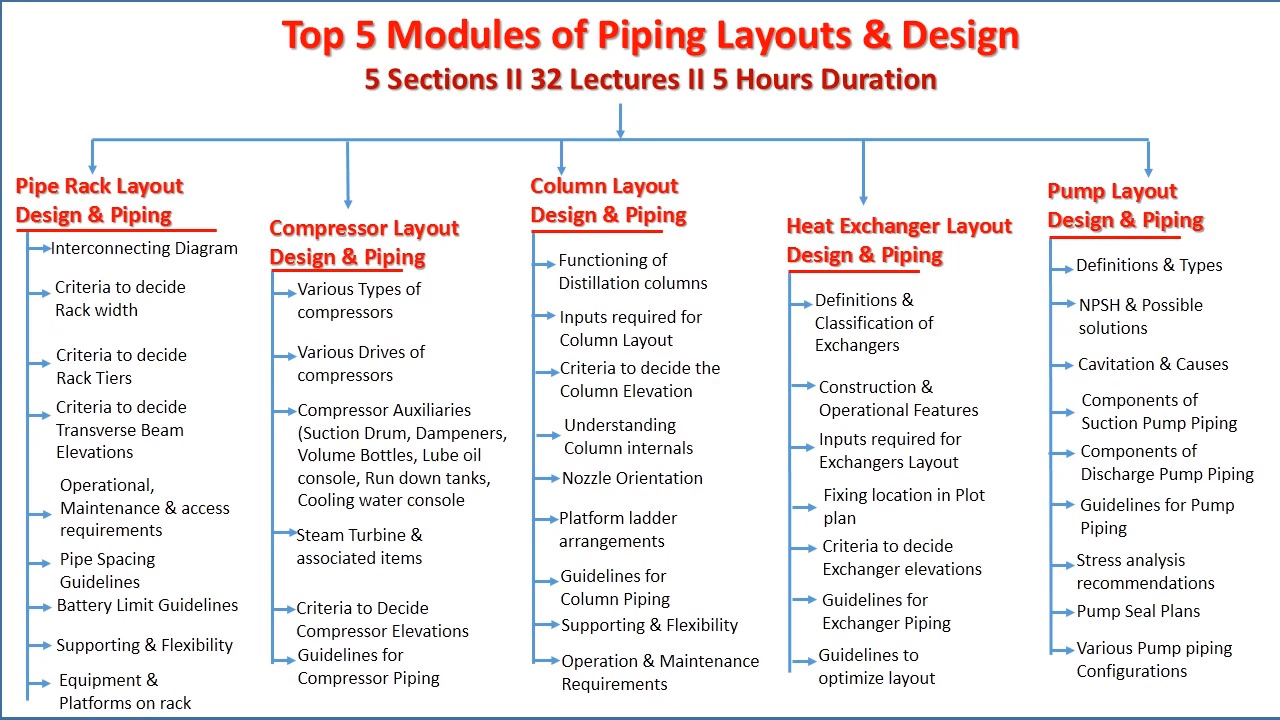 Top 5 Modules of Piping Layouts & Design
5 Sections II 32 Lectures II 5 Hours Duration
Pipe Rack Layout
Design & Piping
Interconnecting Diagram
Criteria to decide
Rack width
Criteria to decide
Rack Tiers
Criteria to decide
Transverse Beam
Elevations
Operational,
Maintenance & access
requirements
Pipe Spacing
Guidelines
Battery Limit Guidelines
Supporting & Flexibility
Equipment &
Platforms on rack
Compressor Layout
Design & Piping
Various Types of
compressors
Various Drives of
compressors
Compressor Auxiliaries
(Suction Drum, Dampeners,
Volume Bottles, Lube oil
console, Run down tanks,
Cooling water console
Steam Turbine &
associated items
Criteria to Decide
Compressor Elevations
Guidelines for
Compressor Piping
Column Layout
Design & Piping
Functioning of
Distillation columns
Inputs required for
Column Layout
Criteria to decide the
Column Elevation
Understanding
Column internals
Nozzle Orientation
Platform ladder
arrangements
Guidelines for
Column Piping
Supporting & Flexibility
Operation & Maintenance
Requirements
Heat Exchanger Layout
Design & Piping
Definitions &
Classification of
Exchangers
Construction &
Operational Features
Inputs required for
Exchangers Layout
Fixing location in Plot
plan
Criteria to decide
Exchanger elevations
Guidelines for
Exchanger Piping
Guidelines to
optimize layout
Pump Layout
Design & Piping
Definitions & Types
NPSH & Possible
solutions
Cavitation & Causes
Components of
Suction Pump Piping
Components of
Discharge Pump Piping
Guidelines for Pump
Piping
Stress analysis
recommendations
Pump Seal Plans
Various Pump piping
Configurations